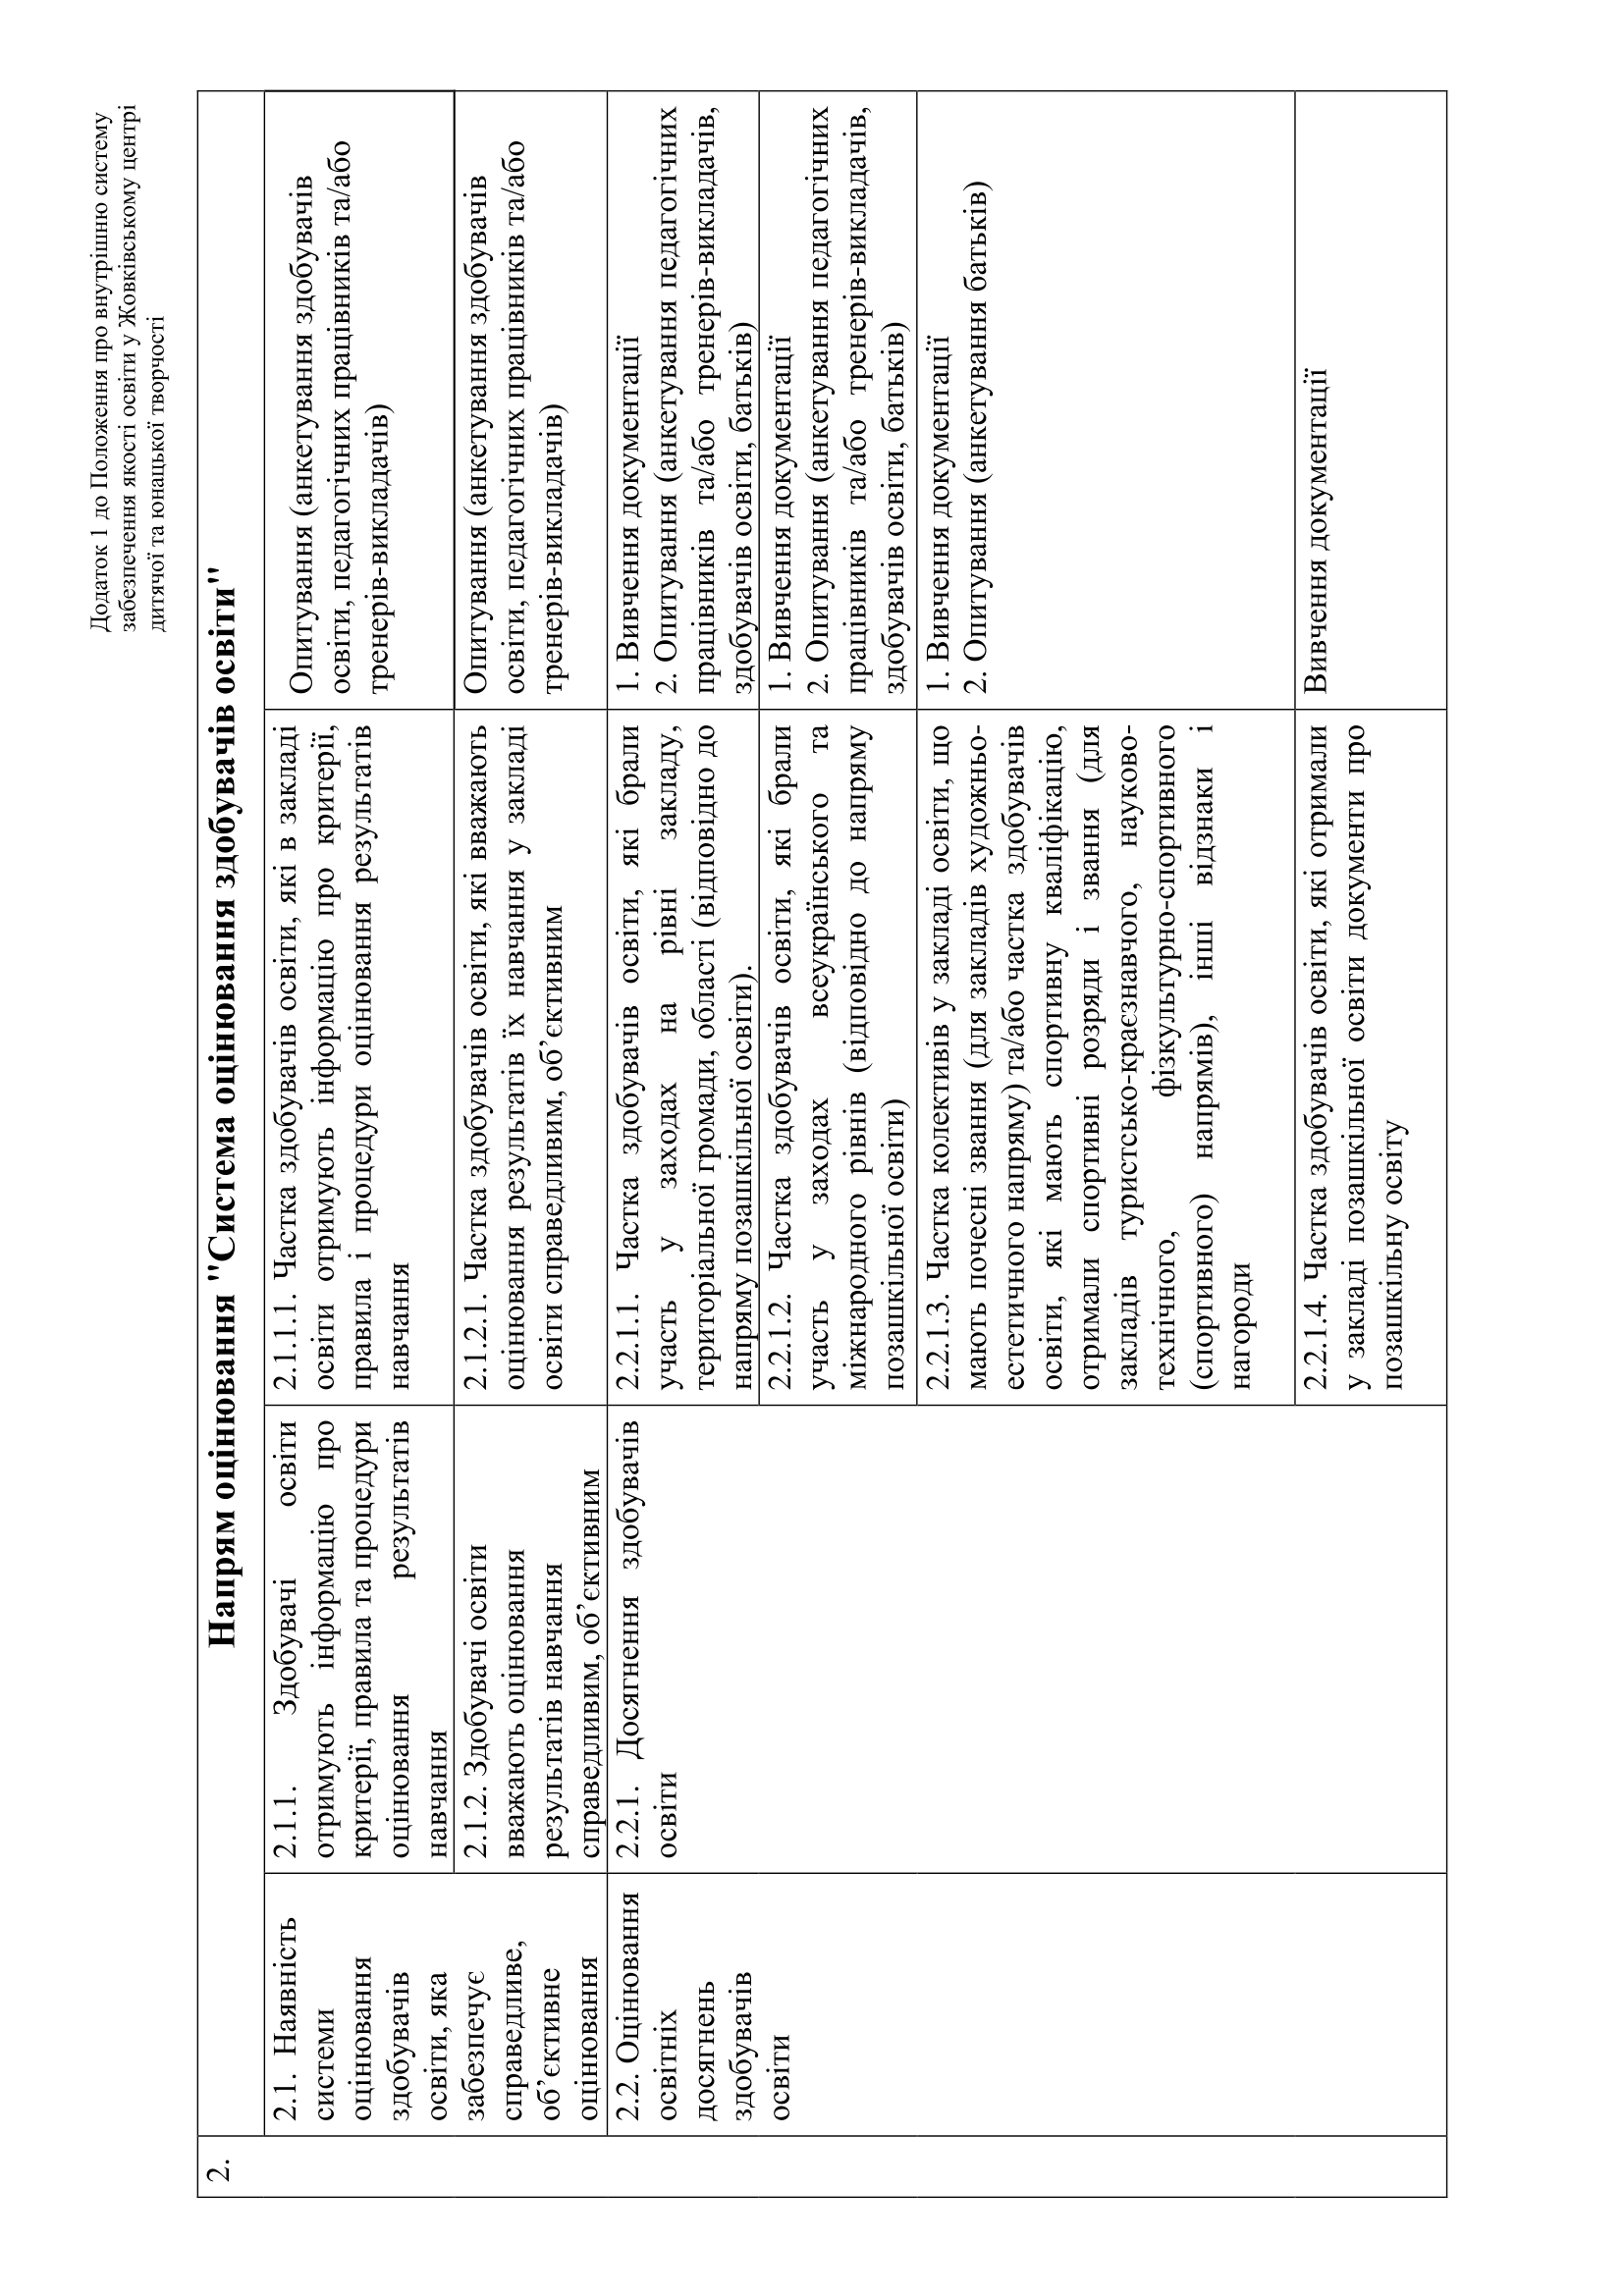 Додаток 1 до Положення про внутрішню систему
забезпечення якості освіти у Жовківському центрі
дитячої та юнацької творчості
2.
Напрям оцінювання "Система оцінювання здобувачів освіти"
2.1. Наявність
системи
оцінювання
здобувачів
освіти, яка
забезпечує
справедливе,
об’єктивне
оцінювання
2.1.1. Здобувачі освіти
отримують інформацію про
критерії, правила та процедури
оцінювання результатів
навчання
2.1.1.1. Частка здобувачів освіти, які в закладі
освіти отримують інформацію про критерії,
правила і процедури оцінювання результатів
навчання
Опитування (анкетування здобувачів
освіти, педагогічних працівників та/або
тренерів-викладачів)
2.1.2. Здобувачі освіти
вважають оцінювання
результатів навчання
справедливим, об’єктивним
2.1.2.1. Частка здобувачів освіти, які вважають
оцінювання результатів їх навчання у закладі
освіти справедливим, об’єктивним
Опитування (анкетування здобувачів
освіти, педагогічних працівників та/або
тренерів-викладачів)
2.2. Оцінювання
освітніх
досягнень
здобувачів
освіти
2.2.1. Досягнення здобувачів
освіти
2.2.1.1. Частка здобувачів освіти, які брали
участь у заходах на рівні закладу,
територіальної громади, області (відповідно до
напряму позашкільної освіти).
1. Вивчення документації
2. Опитування (анкетування педагогічних
працівників та/або тренерів-викладачів,
здобувачів освіти, батьків)
2.2.1.2. Частка здобувачів освіти, які брали
участь у заходах всеукраїнського та
міжнародного рівнів (відповідно до напряму
позашкільної освіти)
1. Вивчення документації
2. Опитування (анкетування педагогічних
працівників та/або тренерів-викладачів,
здобувачів освіти, батьків)
2.2.1.3. Частка колективів у закладі освіти, що
мають почесні звання (для закладів художньо-
естетичного напряму) та/або частка здобувачів
освіти, які мають спортивну кваліфікацію,
отримали спортивні розряди і звання (для
закладів туристсько-краєзнавчого, науково-
технічного, фізкультурно-спортивного
(спортивного) напрямів), інші відзнаки і
нагороди
1. Вивчення документації
2. Опитування (анкетування батьків)
2.2.1.4. Частка здобувачів освіти, які отримали
у закладі позашкільної освіти документи про
позашкільну освіту
Вивчення документації